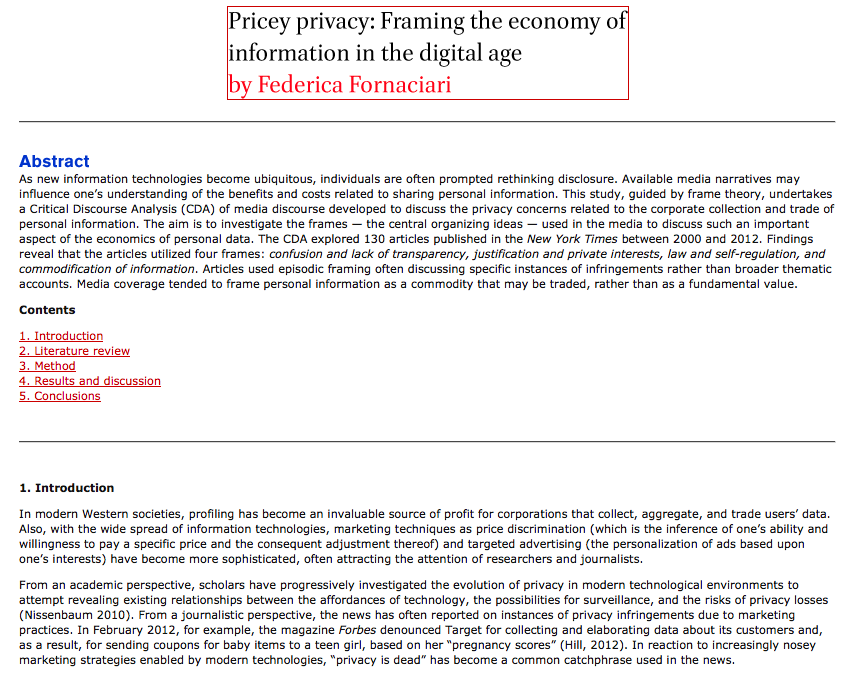 Pricey privacy: Framing the economy of
information in the digital age
by Federica Fornaciari
Abstract
As new information technologies become ubiquitous, individuals are often prompted rethinking disclosure. Available media narratives may
influence one’s understanding of the benefits and costs related to sharing personal information. This study, guided by frame theory, undertakes
a Critical Discourse Analysis (CDA) of media discourse developed to discuss the privacy concerns related to the corporate collection and trade of
personal information. The aim is to investigate the frames — the central organizing ideas — used in the media to discuss such an important
aspect of the economics of personal data. The CDA explored 130 articles published in the New York Times between 2000 and 2012. Findings
reveal that the articles utilized four frames: confusion and lack of transparency, justification and private interests, law and self-regulation, and
commodification of information. Articles used episodic framing often discussing specific instances of infringements rather than broader thematic
accounts. Media coverage tended to frame personal information as a commodity that may be traded, rather than as a fundamental value.
Contents
1. Introduction
2. Literature review
3. Method
4. Results and discussion
5. Conclusions
1. Introduction
In modern Western societies, profiling has become an invaluable source of profit for corporations that collect, aggregate, and trade users’ data.
Also, with the wide spread of information technologies, marketing techniques as price discrimination (which is the inference of one’s ability and
willingness to pay a specific price and the consequent adjustment thereof) and targeted advertising (the personalization of ads based upon
one’s interests) have become more sophisticated, often attracting the attention of researchers and journalists.
From an academic perspective, scholars have progressively investigated the evolution of privacy in modern technological environments to
attempt revealing existing relationships between the affordances of technology, the possibilities for surveillance, and the risks of privacy losses
(Nissenbaum 2010). From a journalistic perspective, the news has often reported on instances of privacy infringements due to marketing
practices. In February 2012, for example, the magazine Forbes denounced Target for collecting and elaborating data about its customers and,
as a result, for sending coupons for baby items to a teen girl, based on her “pregnancy scores” (Hill, 2012). In reaction to increasingly nosey
marketing strategies enabled by modern technologies, “privacy is dead” has become a common catchphrase used in the news.